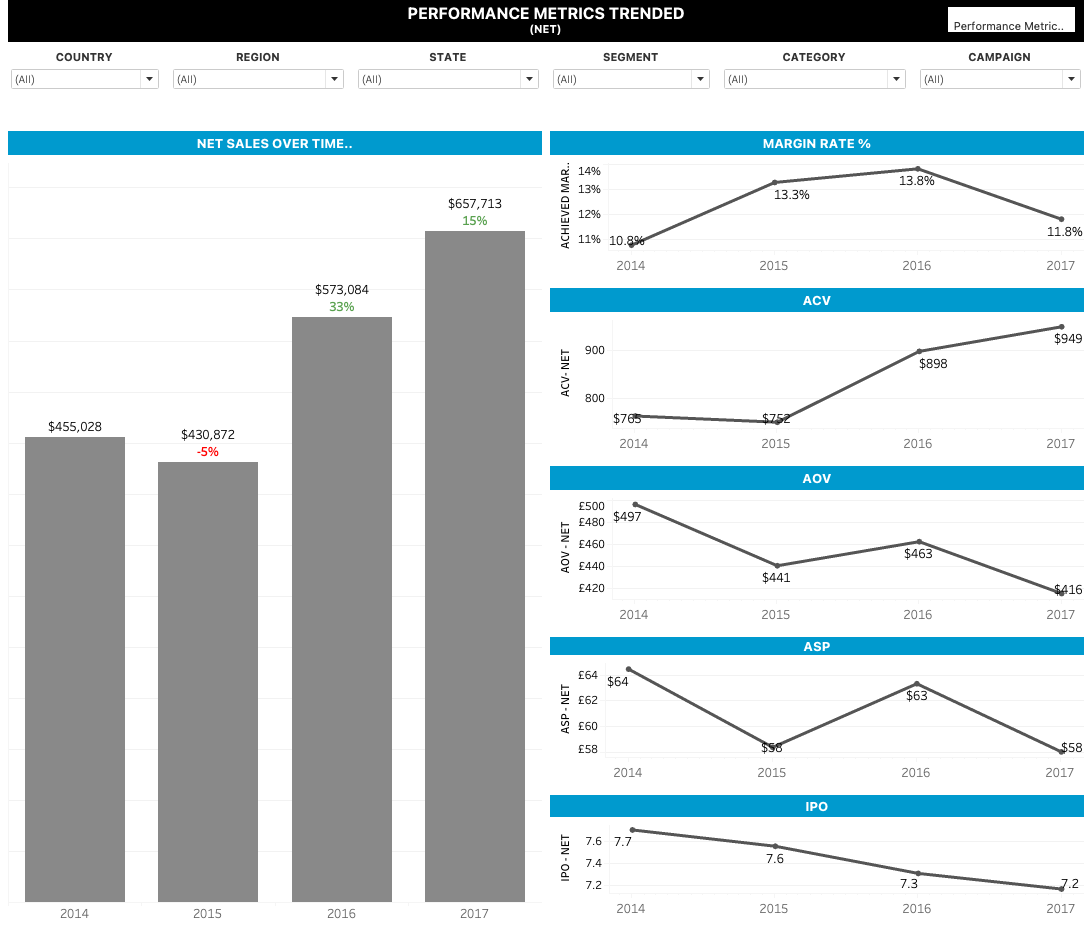 PERFORMANCE METRICS TRENDED
(NET)
Performance Metric..
COUNTRY
REGION
STATE
SEGMENT
CATEGORY
CAMPAIGN
(All)
(All)
(All)
(All)
(All)
(All)
NET SALES OVER TIME..
$455,028
$430,872
-5%
$573,084
33%
$657,713
15%
2014
2015
2016
2017
MARGIN RATE %
ACHIEVED MAR..
14%
13%
12%
11%
10.8%
13.3%
13.8%
11.8%
2014
2015
2016
2017
ACV
ACV- NET
900
800
$765
$752
$898
$949
2014
2015
2016
2017
AOV
AOV - NET
£500
£480
£460
£440
£420
$497
$441
$463
$416
2014
2015
2016
2017
ASP
ASP - NET
£64
£62
£60
£58
$64
$58
$63
$58
2014
2015
2016
2017
IPO
IPO - NET
7.6
7.4
7.2
7.7
7.6
7.3
7.2
2014
2015
2016
2017